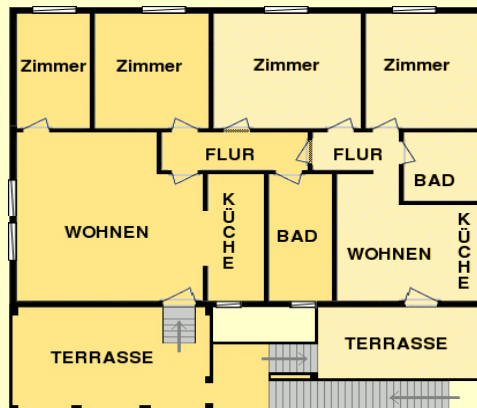 Zimmer Zimmer Zimmer Zimmer
FLUR FLUR
BAD
WOHNEN KÜCHE BAD WOHNEN KÜCHE
TERRASSE TERRASSE